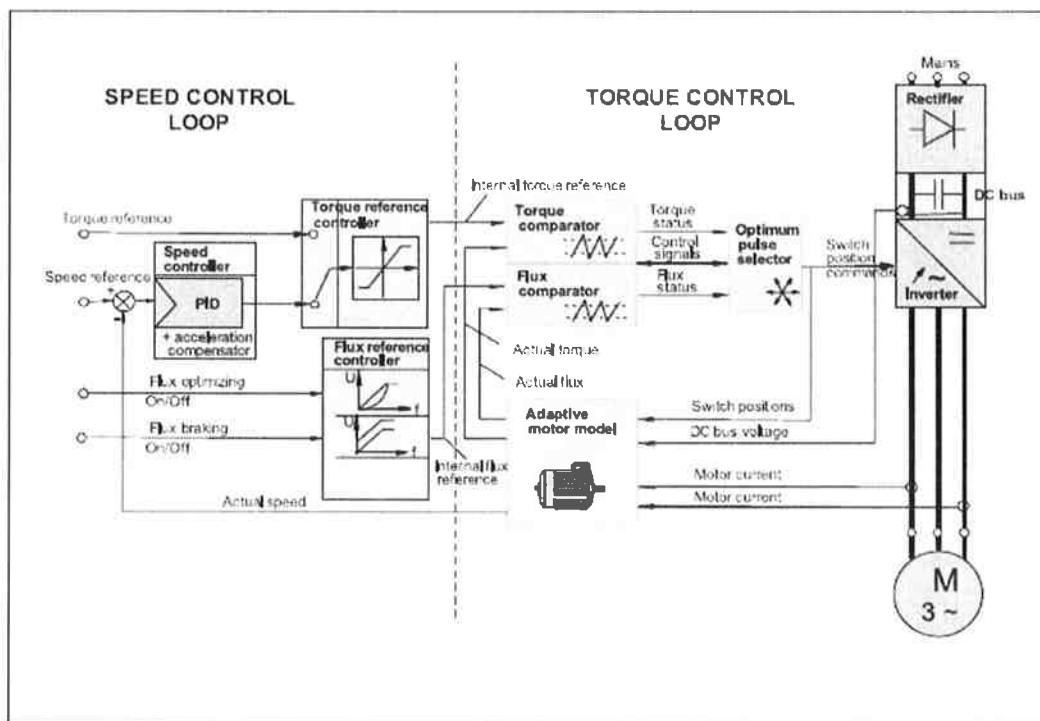 Mains
SPEED CONTROL
LOOP
TORQUE CONTROL
LOOP
Rectifier
DC bus
Internal torque reference
Torque reference
Torque reference
controller
Torque
comparator
Torque
status
Control
signals
Flux
status
Optimum
pulse
selector
Switch
position
commands
Speed reference
+
-
Speed
controller
PID
+ acceleration
compensator
Flux
comparator
~
Inverter
Actual torque
Actual flux
Flux reference
controller
U
f
U
f
Flux optimizing
On/Off
Flux braking
On/Off
Internal flux
reference
Adaptive
motor model
Switch positions
DC bus voltage
Motor current
Motor current
Actual speed
M
3 ~